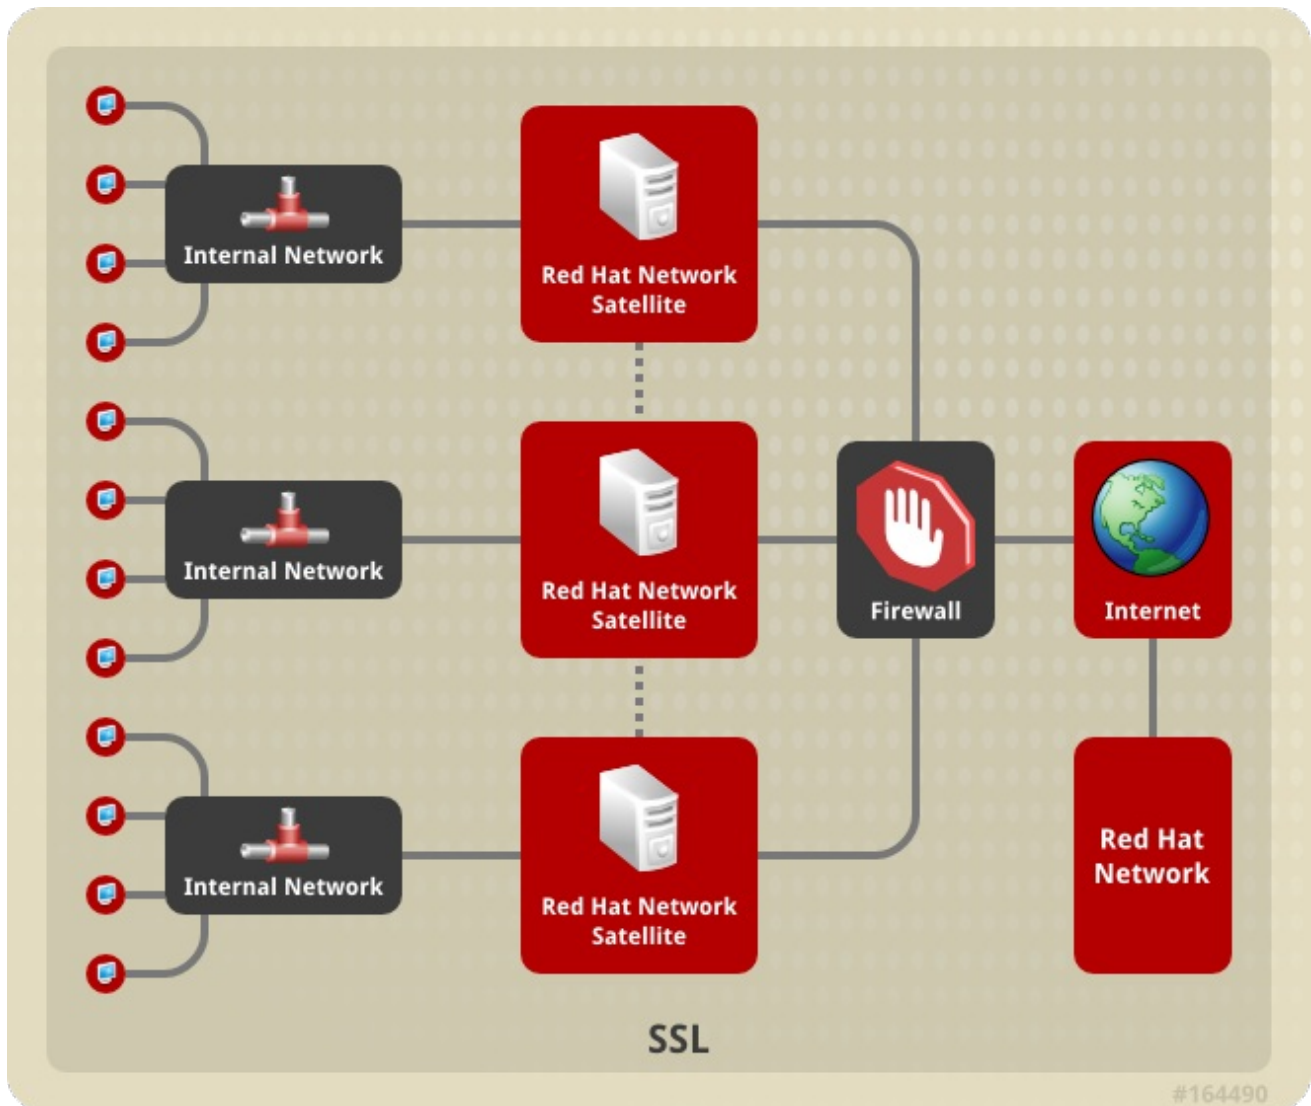 Internal Network
Red Hat Network
Satellite
Internal Network
Red Hat Network
Satellite
Firewall
Internet
Internal Network
Red Hat Network
Satellite
Red Hat
Network
SSL
#164490